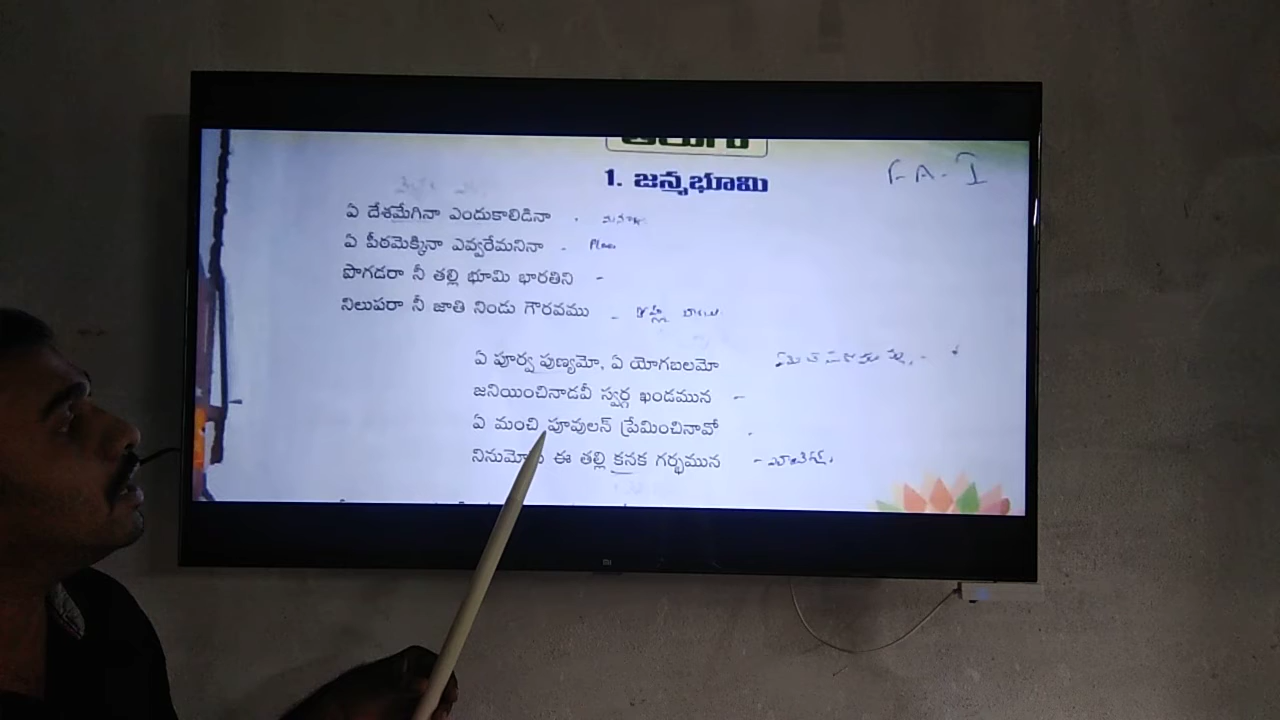 తెలుగు
F-A-I
1. జన్మభూమి
ఏ దేశమేగినా ఎందుకాలిడినా
ఏ పీఠమెక్కినా ఎవ్వరేమనినా
పొగడరా నీ తల్లి భూమి భారతిని
నిలుపరా నీ జాతి నిండు గౌరవము
ఏ పూర్వ పుణ్యమో, ఏ యోగబలమో
జనియించినాడవీ స్వర్గ ఖండమున
ఏ మంచి పూవులన్ ప్రేమించినావో
ఈ తల్లి కనక గర్భమున
mi